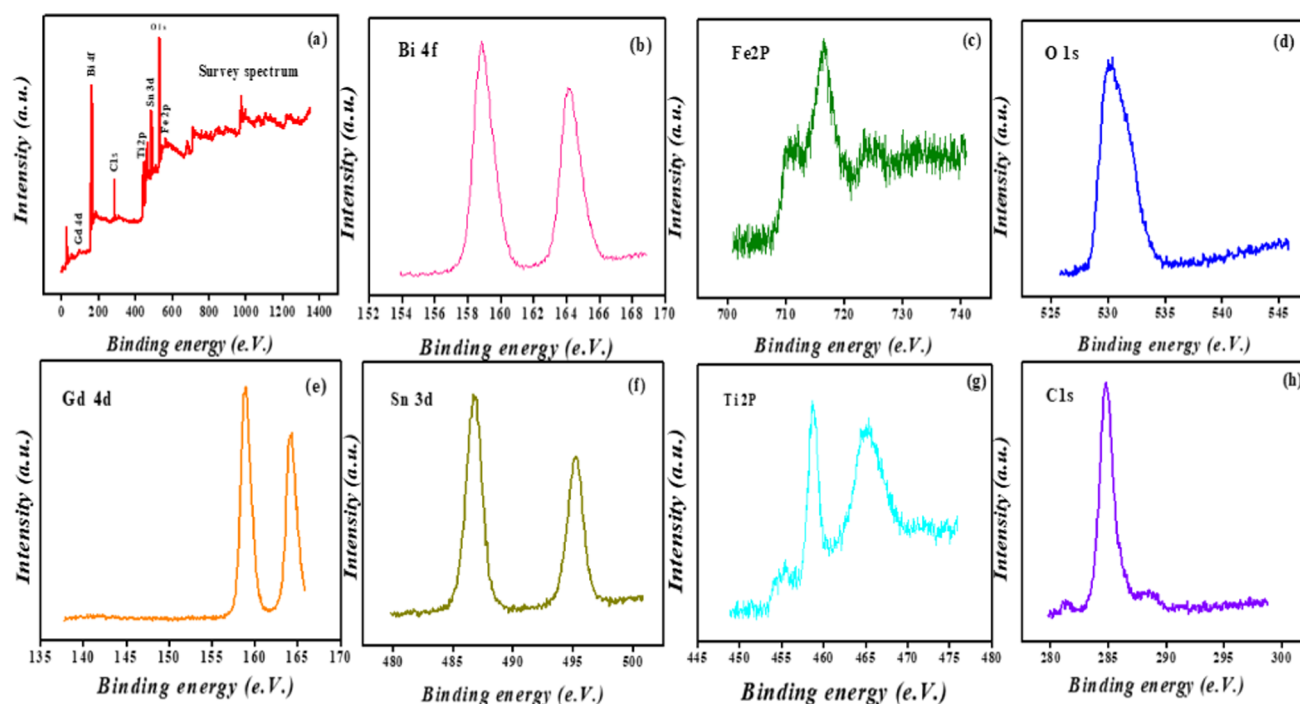 (a)
O1s
Bi 4f
Sn 3d
Survey spectrum
Fe 2p
Ti 2p
C1s
Gd 4d
Intensity (a.u.)
0 200 400 600 800 1000 1200 1400
Binding energy (e.V.)
Bi 4f
(b)
Intensity (a.u.)
152 154 156 158 160 162 164 166 168 170
Binding energy (e.V.)
Fe2P
(c)
Intensity (a.u.)
700 710 720 730 740
Binding energy (e.V.)
O 1s
(d)
Intensity (a.u.)
525 530 535 540 545
Binding energy (e.V.)
Gd 4d
(e)
Intensity (a.u.)
135 140 145 150 155 160 165 170
Binding energy (e.V.)
Sn 3d
(f)
Intensity (a.u.)
480 485 490 495 500
Binding energy (e.V.)
Ti2P
(g)
Intensity (a.u.)
445 450 455 460 465 470 475 480
Binding energy (e.V.)
C1s
(h)
Intensity (a.u.)
280 285 290 295 300
Binding energy (e.V.)